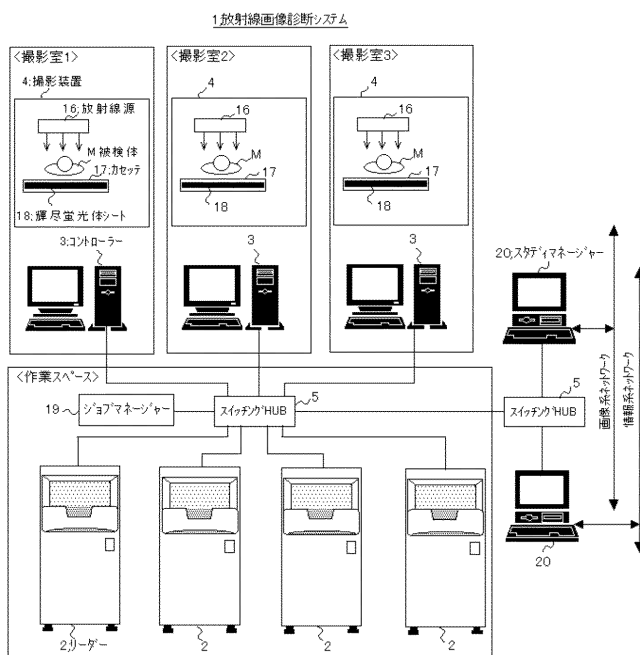 1,放射線画像診断システム
<撮影室1>
<撮影室2>
<撮影室3>
4;撮影装置
4
4
16;放射線源
16
16
M 被検体
M
M
17;カセッテ
17
17
18;輝尽蛍光体シート
18
18
3;コントローラー
3
3
20;スタディマネージャー
画像系ネットワーク
情報系ネットワーク
<作業スペース>
19
ジョブマネージャー
スイッチングHUB
5
スイッチングHUB
5
20
2;リーダー
2
2
2